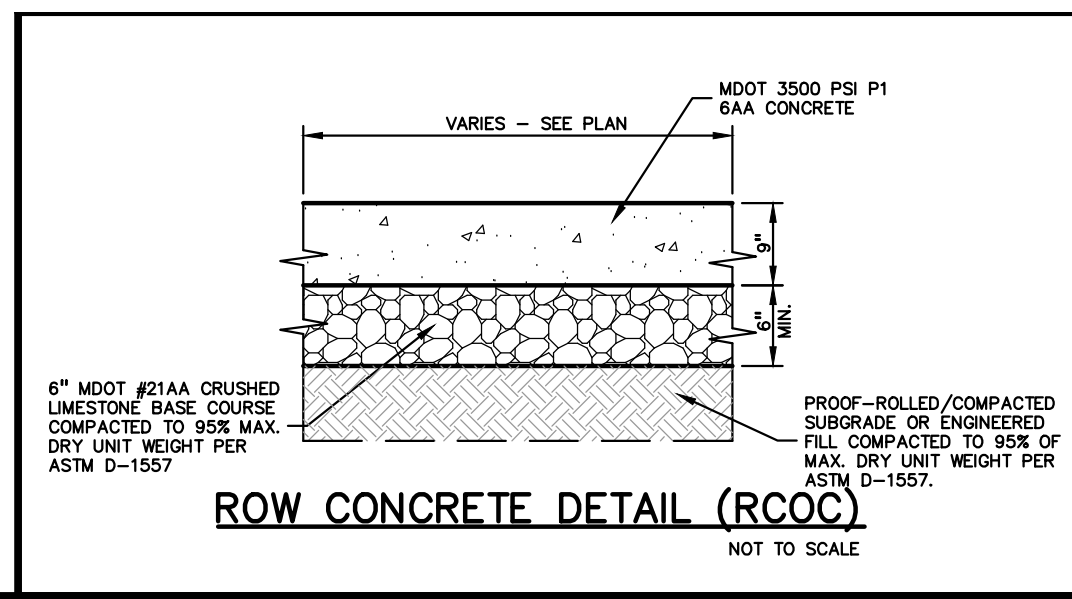 MDOT 3500 PSI P1
6AA CONCRETE
VARIES – SEE PLAN
9"
6"
MIN.
6" MDOT #21AA CRUSHED
LIMESTONE BASE COURSE
COMPACTED TO 95% MAX.
DRY UNIT WEIGHT PER
ASTM D–1557
PROOF–ROLLED/COMPACTED
SUBGRADE OR ENGINEERED
FILL COMPACTED TO 95% OF
MAX. DRY UNIT WEIGHT PER
ASTM D–1557.
ROW CONCRETE DETAIL (RCOC)
NOT TO SCALE